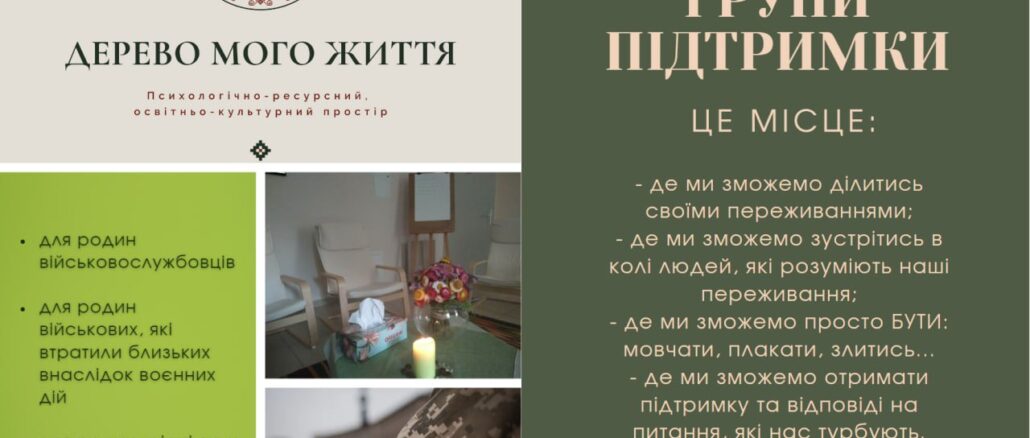 ДЕРЕВО МОГО ЖИТТЯ
Психологічно-ресурсний,
освітньо-культурний простір
для родин
військовослужбовців
для родин
військових, які
втратили близьких
внаслідок воєнних
дій
ГРУПИ
ПІДТРИМКИ
ЦЕ МІСЦЕ:
- де ми зможемо ділитись
своїми переживаннями;
- де ми зможемо зустрітись в
колі людей, які розуміють наші
переживання;
- де ми зможемо просто БУТИ:
мовчати, плакати, злитись...
- де ми зможемо отримати
підтримку та відповіді на
питання, які нас турбують.